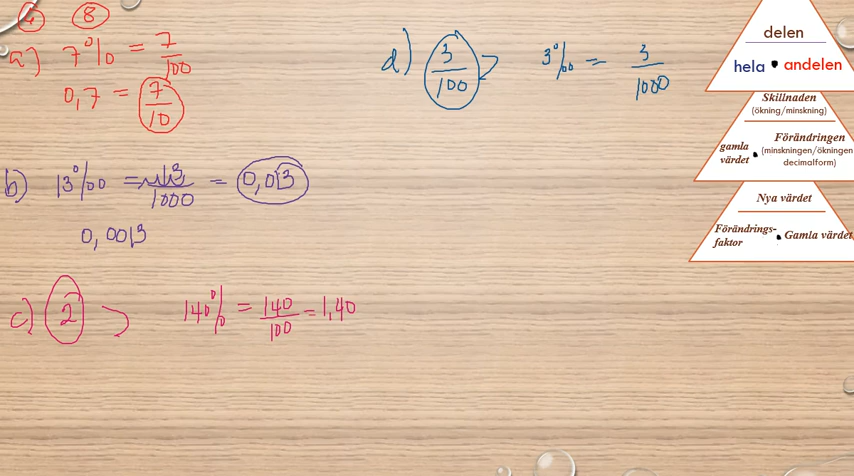 4 8
a) 7% = 7/100
0,7 = 7/10
b) 13‰ = 13/1000 = 0,013
0,0013
c) 2 > 140% = 140/100 = 1,40
d) 3/100 > 3‰ = 3/1000
delen
hela • andelen
Skillnaden
(ökning/minskning)
gamla värdet • Förändringen
(minskningen/ökningen
decimalform)
Nya värdet
Förändrings-
faktor • Gamla värdet